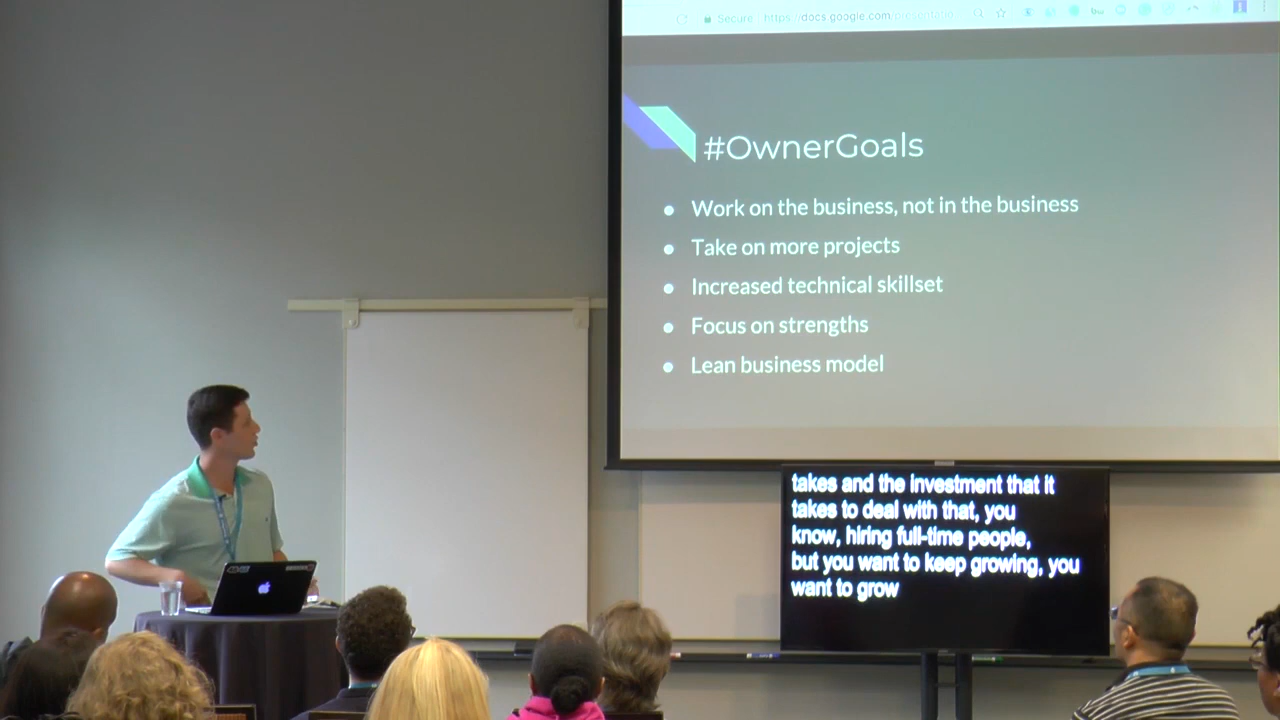 Secure https://docs.google.com/presentatio
#OwnerGoals
Work on the business, not in the business
Take on more projects
Increased technical skillset
Focus on strengths
Lean business model
takes and the investment that it
takes to deal with that, you
know, hiring full-time people,
but you want to keep growing, you
want to grow